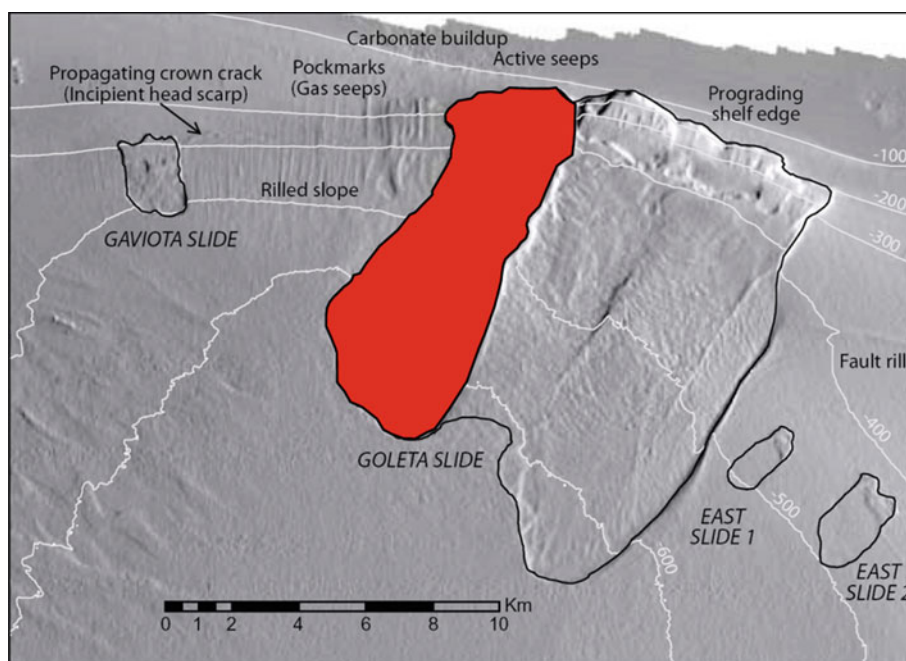 Carbonate buildup
Active seeps
Propagating crown crack
(Incipient head scarp)
Pockmarks
(Gas seeps)
Prograding
shelf edge
-100
-200
-300
Rilled slope
GAVIOTA SLIDE
Fault rill
-400
GOLETA SLIDE
-500
EAST
SLIDE 1
EAST
SLIDE 2
-600
Km
0 1 2 4 6 8 10